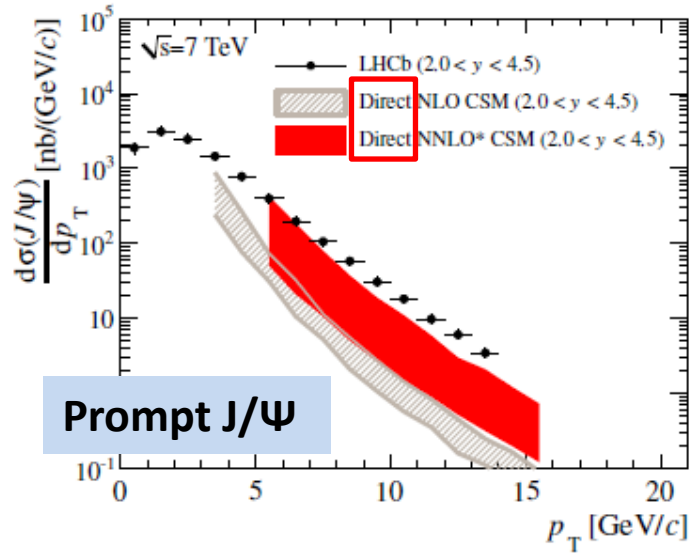 √s=7 TeV
LHCb (2.0 < y < 4.5)
Direct NLO CSM (2.0 < y < 4.5)
Direct NNLO* CSM (2.0 < y < 4.5)
dσ(J/ψ)
dp_T
[nb/(GeV/c)]
10^5
10^4
10^3
10^2
10
1
10^-1
Prompt J/Ψ
0 5 10 15 20
p_T [GeV/c]